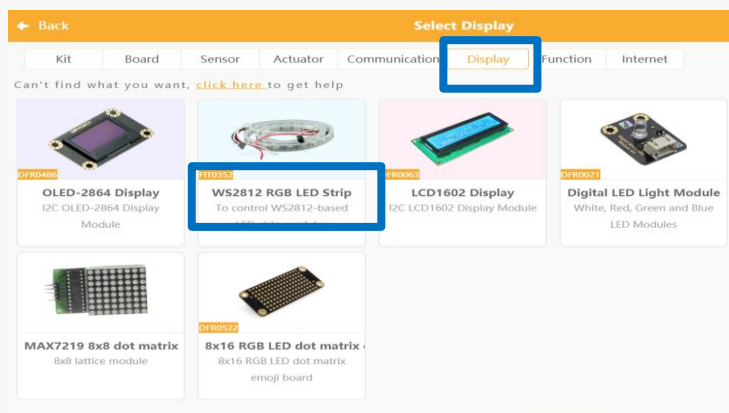 Back
Select Display
Kit Board Sensor Actuator Communication Display Function Internet
Can't find what you want, click here to get help
DFR0486
OLED-2864 Display
I2C OLED-2864 Display
Module
FIT0352
WS2812 RGB LED Strip
To control WS2812-based
DFR0063
LCD1602 Display
I2C LCD1602 Display Module
DFR0021
Digital LED Light Module
White, Red, Green and Blue
LED Modules
MAX7219 8x8 dot matrix
8x8 lattice module
DFR0522
8x16 RGB LED dot matrix
8x16 RGB LED dot matrix
emoji board